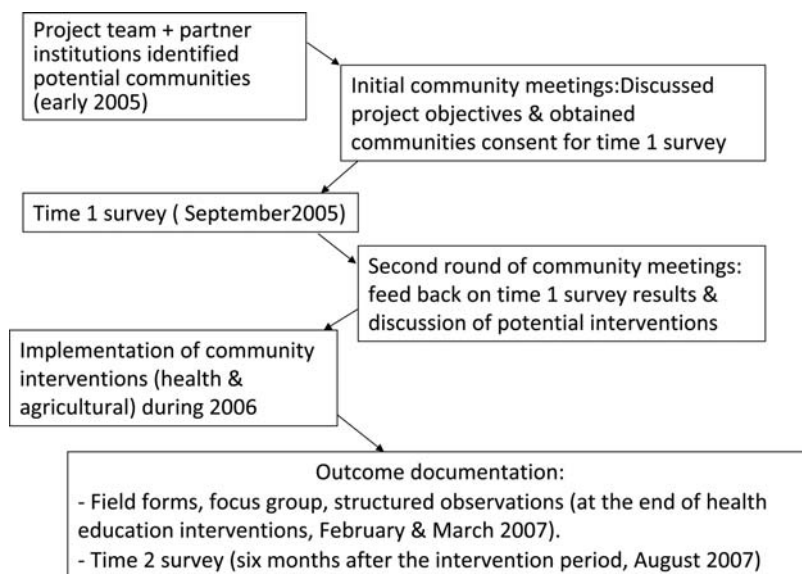 Project team + partner
institutions identified
potential communities
(early 2005)
Initial community meetings:Discussed
project objectives & obtained
communities consent for time 1 survey
Time 1 survey ( September2005)
Second round of community meetings:
feed back on time 1 survey results &
discussion of potential interventions
Implementation of community
interventions (health &
agricultural) during 2006
Outcome documentation:
- Field forms, focus group, structured observations (at the end of health
education interventions, February & March 2007).
- Time 2 survey (six months after the intervention period, August 2007)